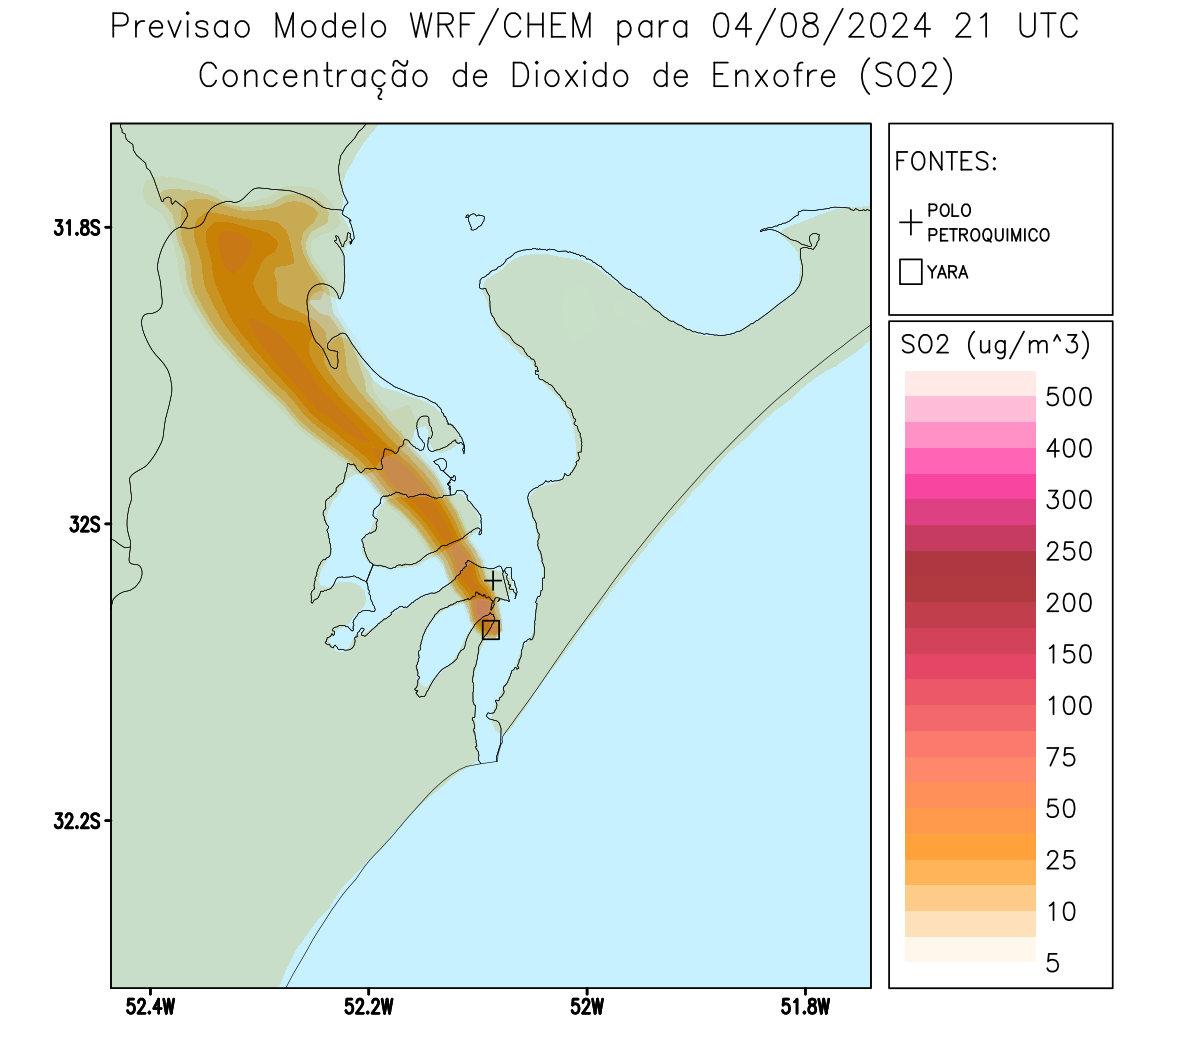 Previsao Modelo WRF/CHEM para 04/08/2024 21 UTC
Concentração de Dioxido de Enxofre (SO2)
FONTES:
POLO
PETROQUIMICO
YARA
SO2 (ug/m^3)
500
400
300
250
200
150
100
75
50
25
10
5
31.8S
32S
32.2S
52.4W
52.2W
52W
51.8W